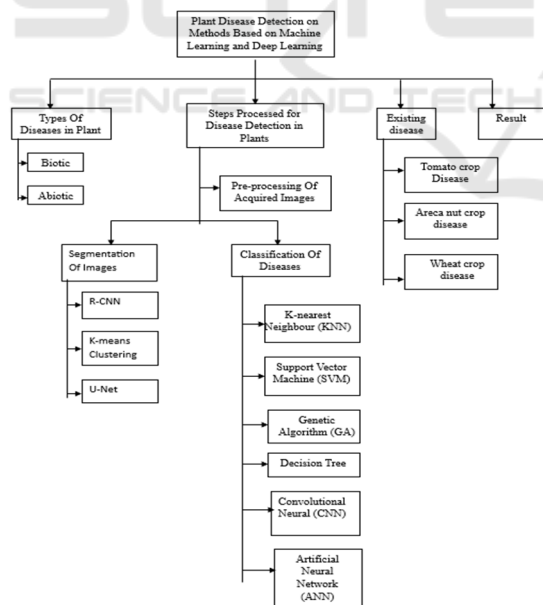 Plant Disease Detection on
Methods Based on Machine
Learning and Deep Learning
SCIENCE AND TECH
Types Of
Diseases in Plant
Biotic
Abiotic
Steps Processed for
Disease Detection in
Plants
Pre-processing Of
Acquired Images
Existing
disease
Tomato crop
Disease
Areca nut crop
disease
Wheat crop
disease
Result
Segmentation
Of Images
R-CNN
K-means
Clustering
U-Net
Classification Of
Diseases
K-nearest
Neighbour (KNN)
Support Vector
Machine (SVM)
Genetic
Algorithm (GA)
Decision Tree
Convolutional
Neural (CNN)
Artificial
Neural
Network
(ANN)